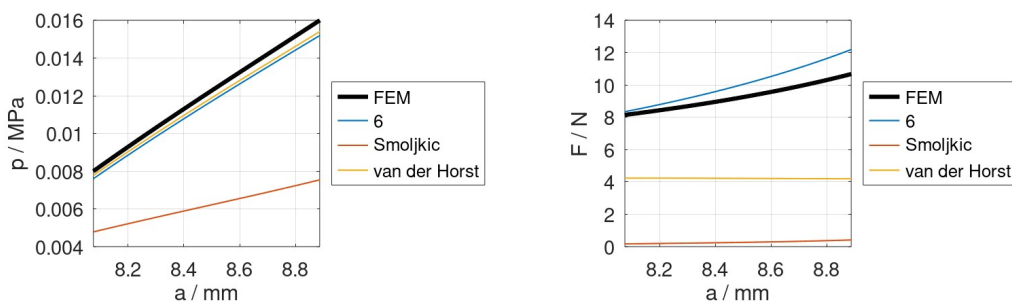 0.016
0.014
0.012
0.01
0.008
0.006
0.004
p / MPa
8.2 8.4 8.6 8.8
a / mm
FEM
6
Smoljkic
van der Horst
14
12
10
8
6
4
2
0
F / N
8.2 8.4 8.6 8.8
a / mm
FEM
6
Smoljkic
van der Horst